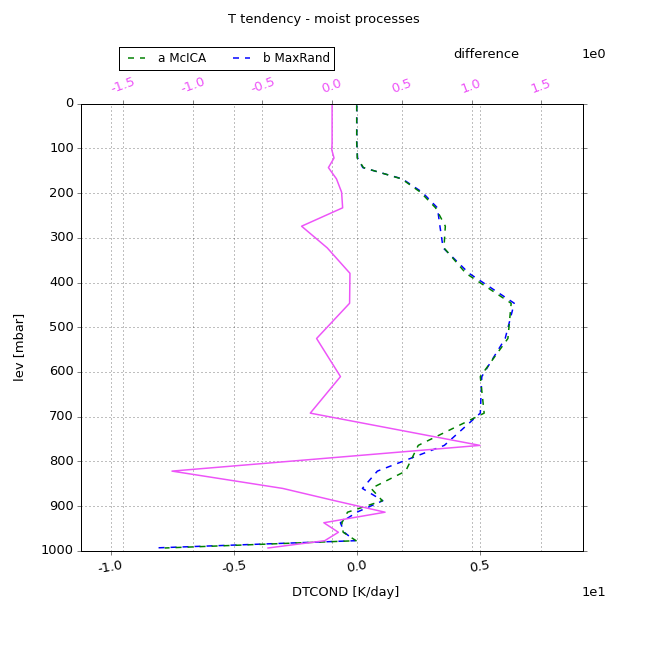 T tendency - moist processes
a McICA b MaxRand difference 1e0
-1.5 -1.0 -0.5 0.0 0.5 1.0 1.5
0
100
200
300
400
500
600
700
800
900
1000
lev [mbar]
-1.0 -0.5 0.0 0.5
DTCOND [K/day] 1e1